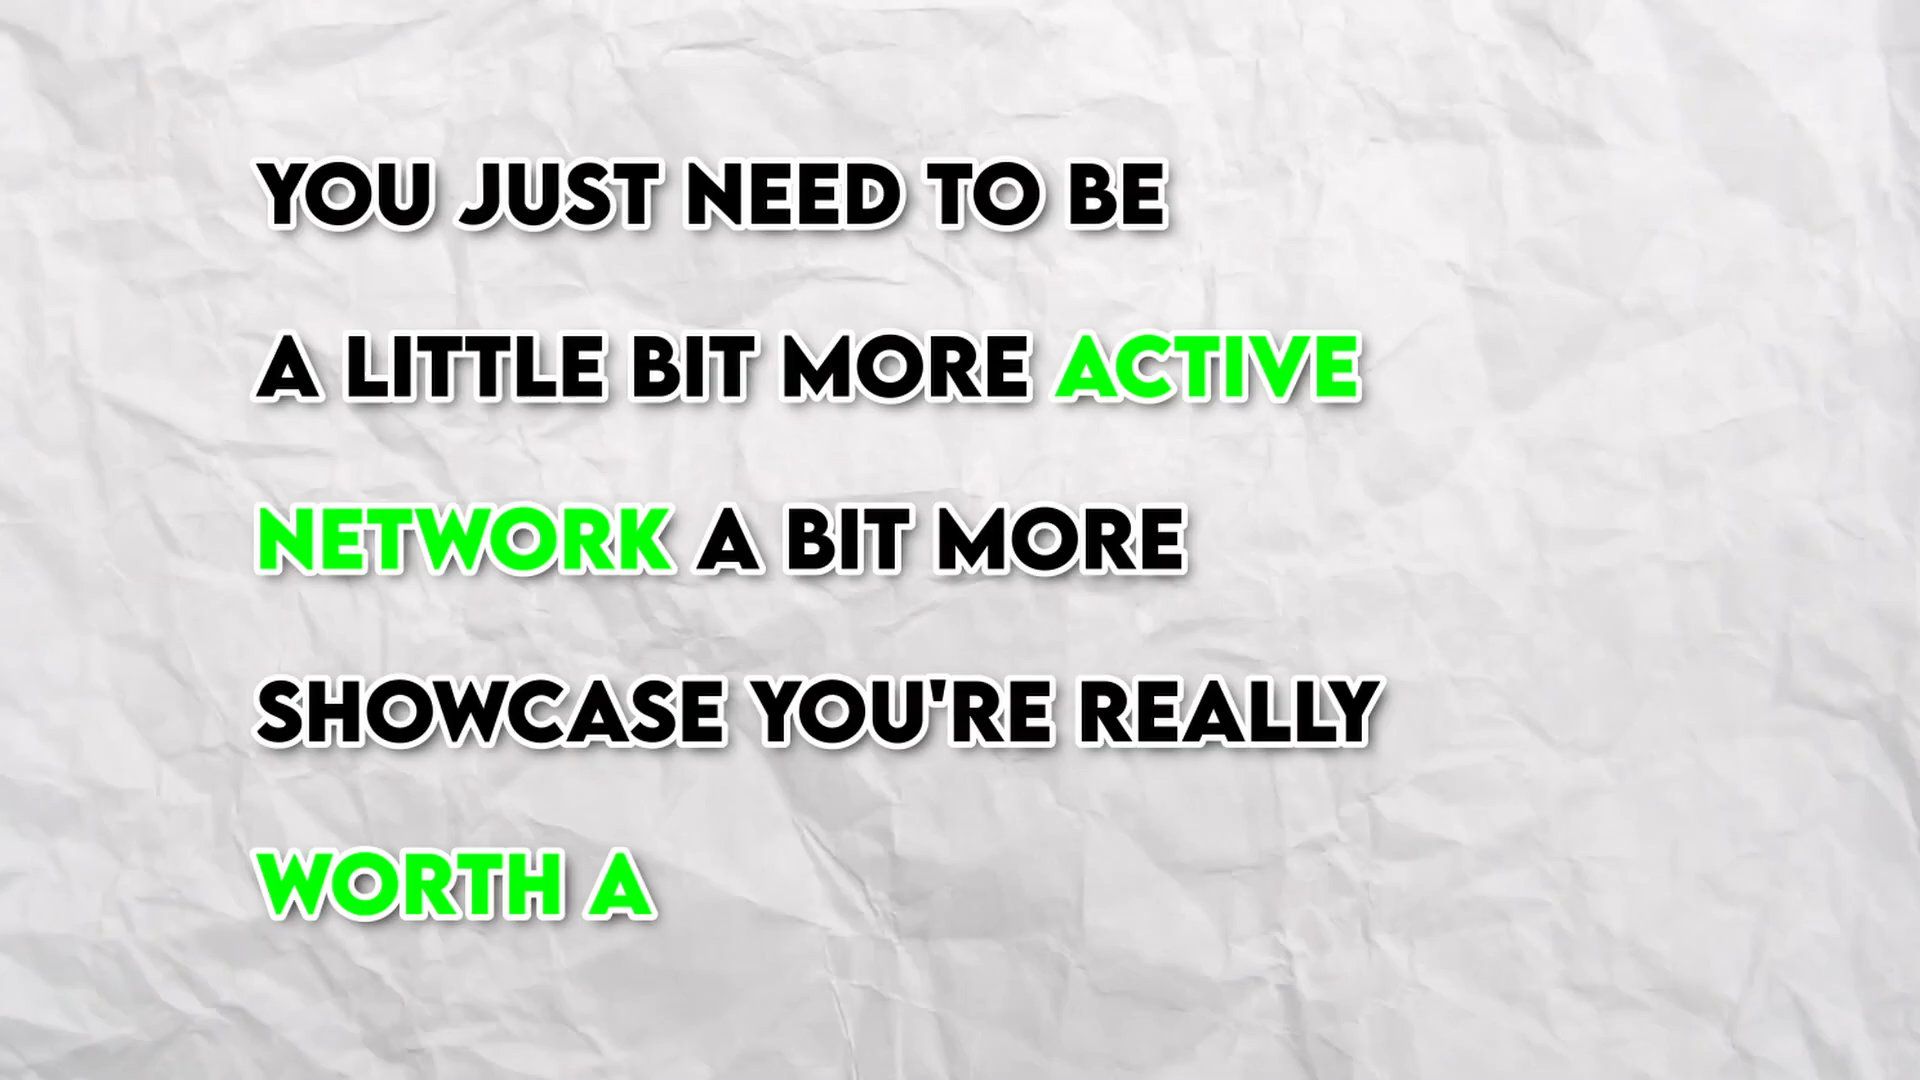 YOU JUST NEED TO BE
A LITTLE BIT MORE ACTIVE
NETWORK A BIT MORE
SHOWCASE YOU'RE REALLY
WORTH A